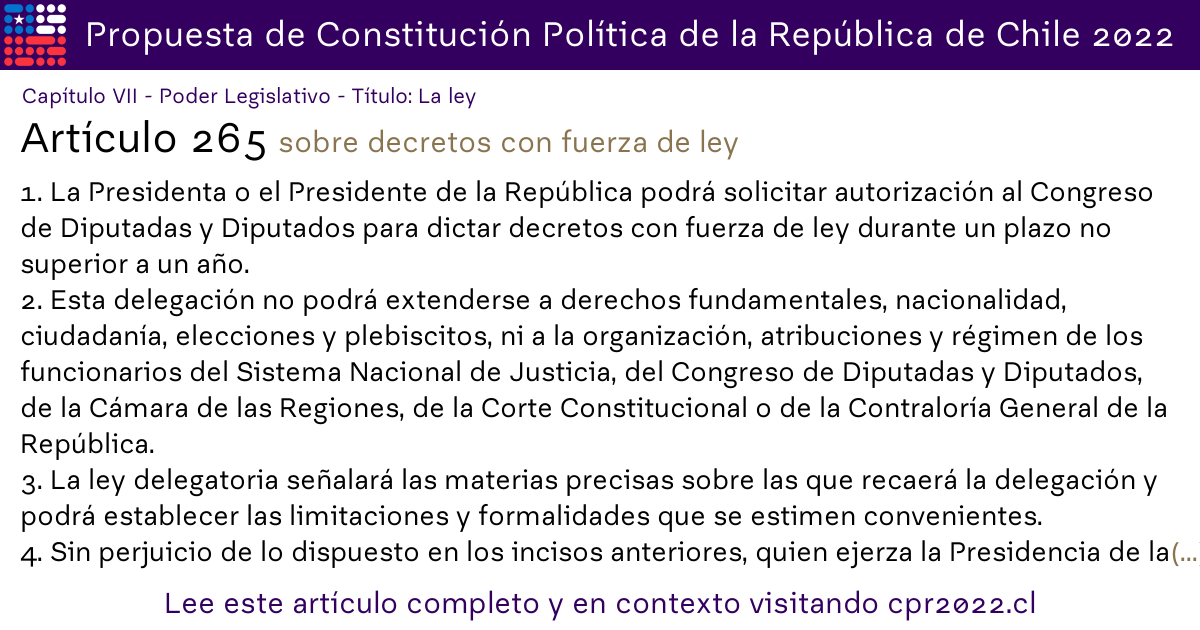 Propuesta de Constitución Política de la República de Chile 2022
Capítulo VII - Poder Legislativo - Título: La ley
Artículo 265 sobre decretos con fuerza de ley
1. La Presidenta o el Presidente de la República podrá solicitar autorización al Congreso
de Diputadas y Diputados para dictar decretos con fuerza de ley durante un plazo no
superior a un año.
2. Esta delegación no podrá extenderse a derechos fundamentales, nacionalidad,
ciudadanía, elecciones y plebiscitos, ni a la organización, atribuciones y régimen de los
funcionarios del Sistema Nacional de Justicia, del Congreso de Diputadas y Diputados,
de la Cámara de las Regiones, de la Corte Constitucional o de la Contraloría General de la
República.
3. La ley delegatoria señalará las materias precisas sobre las que recaerá la delegación y
podrá establecer las limitaciones y formalidades que se estimen convenientes.
4. Sin perjuicio de lo dispuesto en los incisos anteriores, quien ejerza la Presidencia de la(...
Lee este artículo completo y en contexto visitando cpr2022.cl